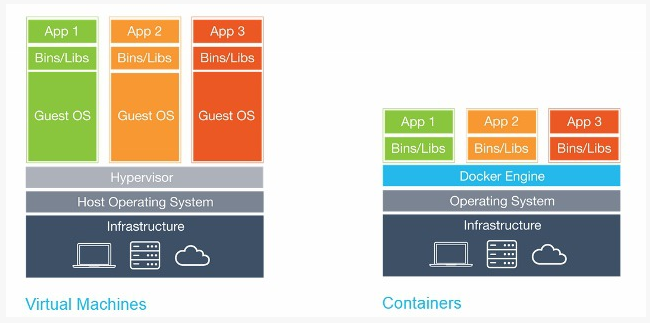 App 1 App 2 App 3
Bins/Libs Bins/Libs Bins/Libs
Guest OS Guest OS Guest OS
Hypervisor
Host Operating System
Infrastructure
Virtual Machines
App 1 App 2 App 3
Bins/Libs Bins/Libs Bins/Libs
Docker Engine
Operating System
Infrastructure
Containers